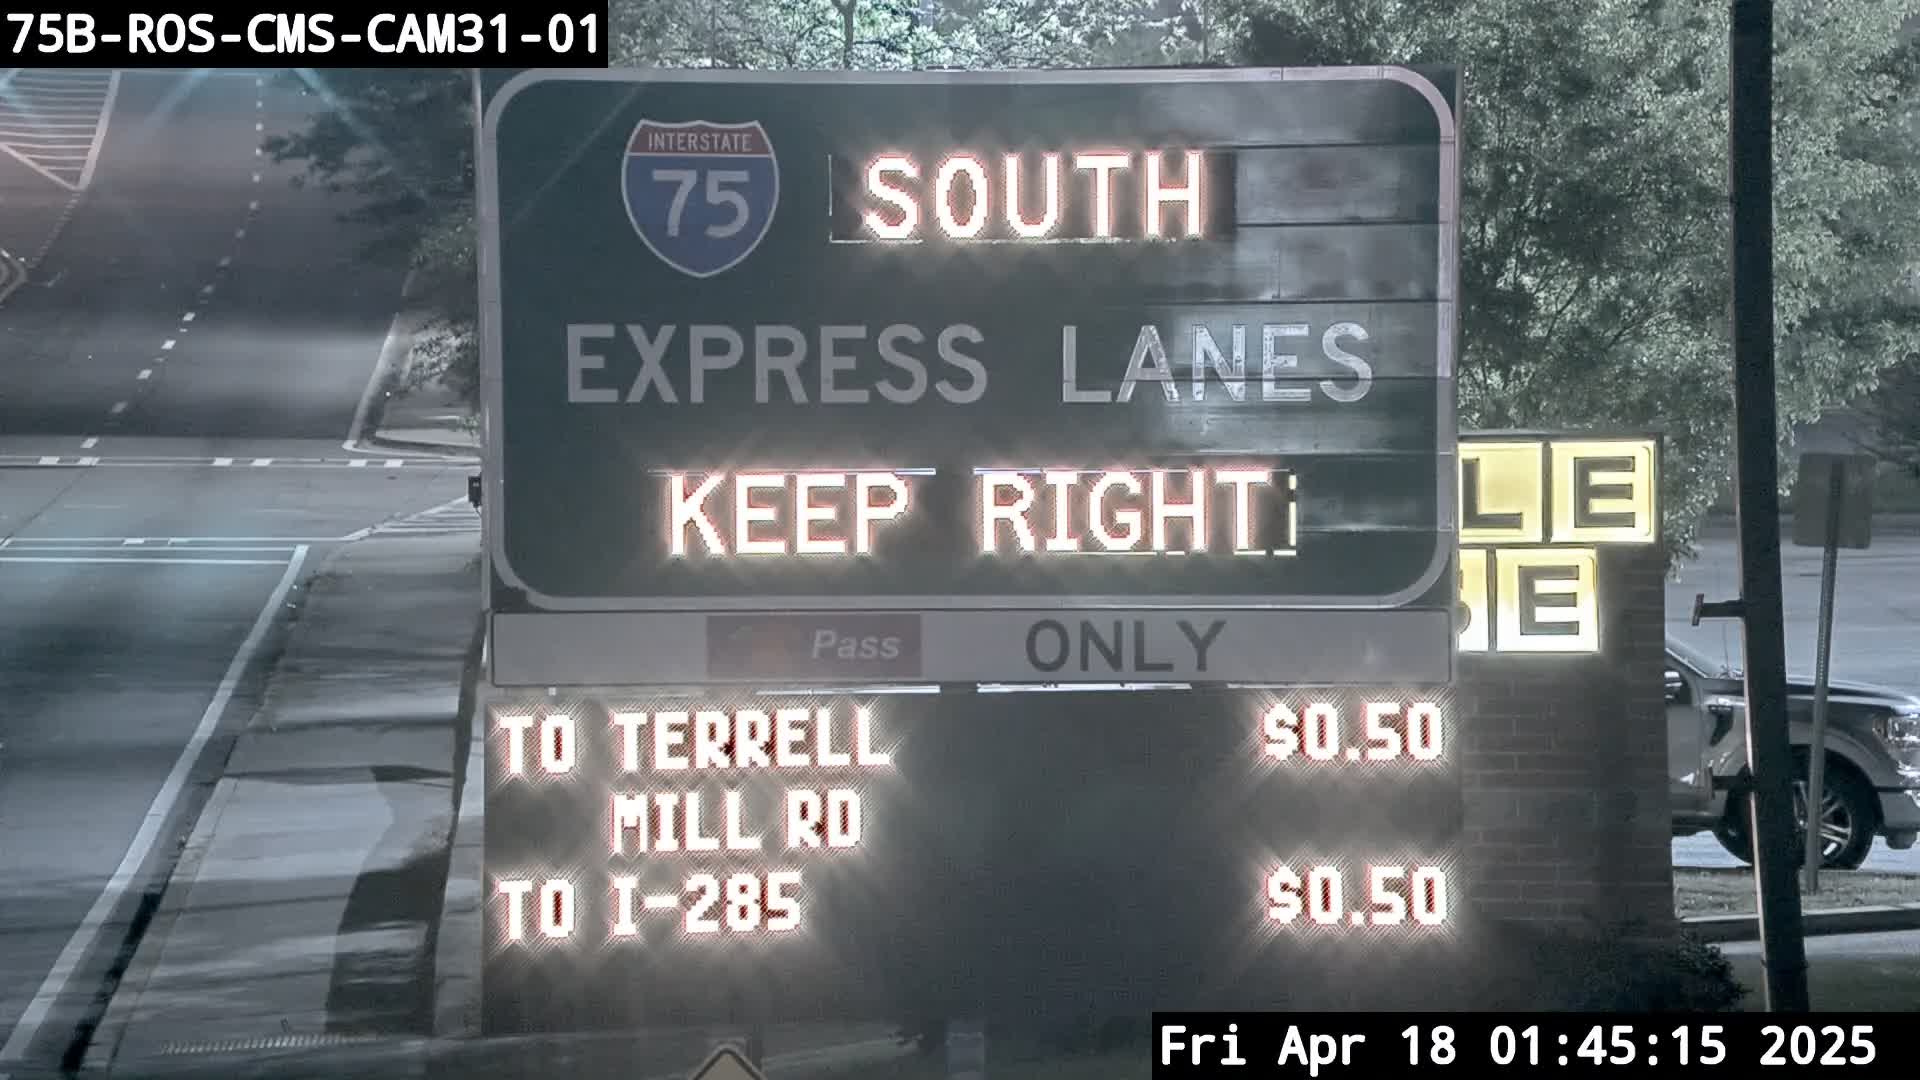 75B-ROS-CMS-CAM31-01
INTERSTATE
75
SOUTH
EXPRESS LANES
KEEP RIGHT
Pass ONLY
TO TERRELL $0.50
MILL RD
TO I-285 $0.50
LE
E
Fri Apr 18 01:45:15 2025